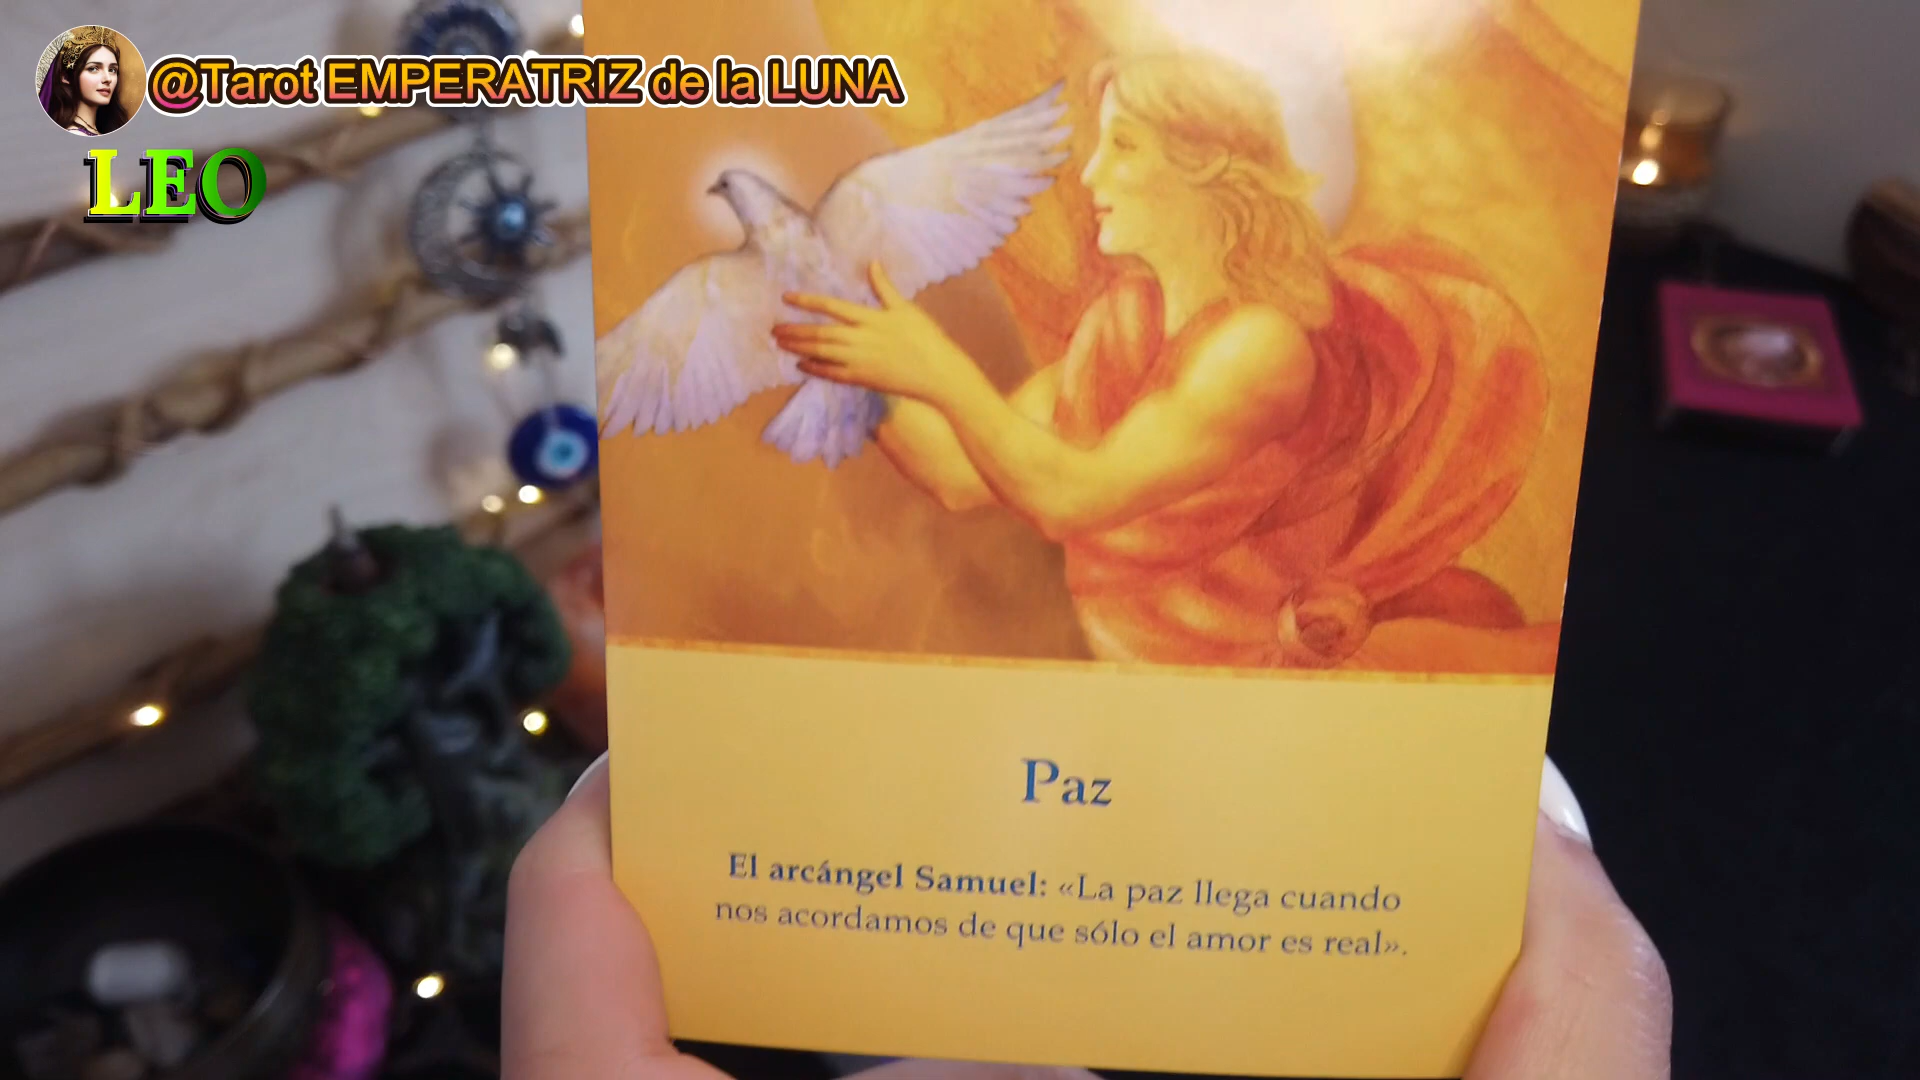 @Tarot EMPERATRIZ de la LUNA
LEO
Paz
El arcángel Samuel: «La paz llega cuando
nos acordamos de que sólo el amor es real».